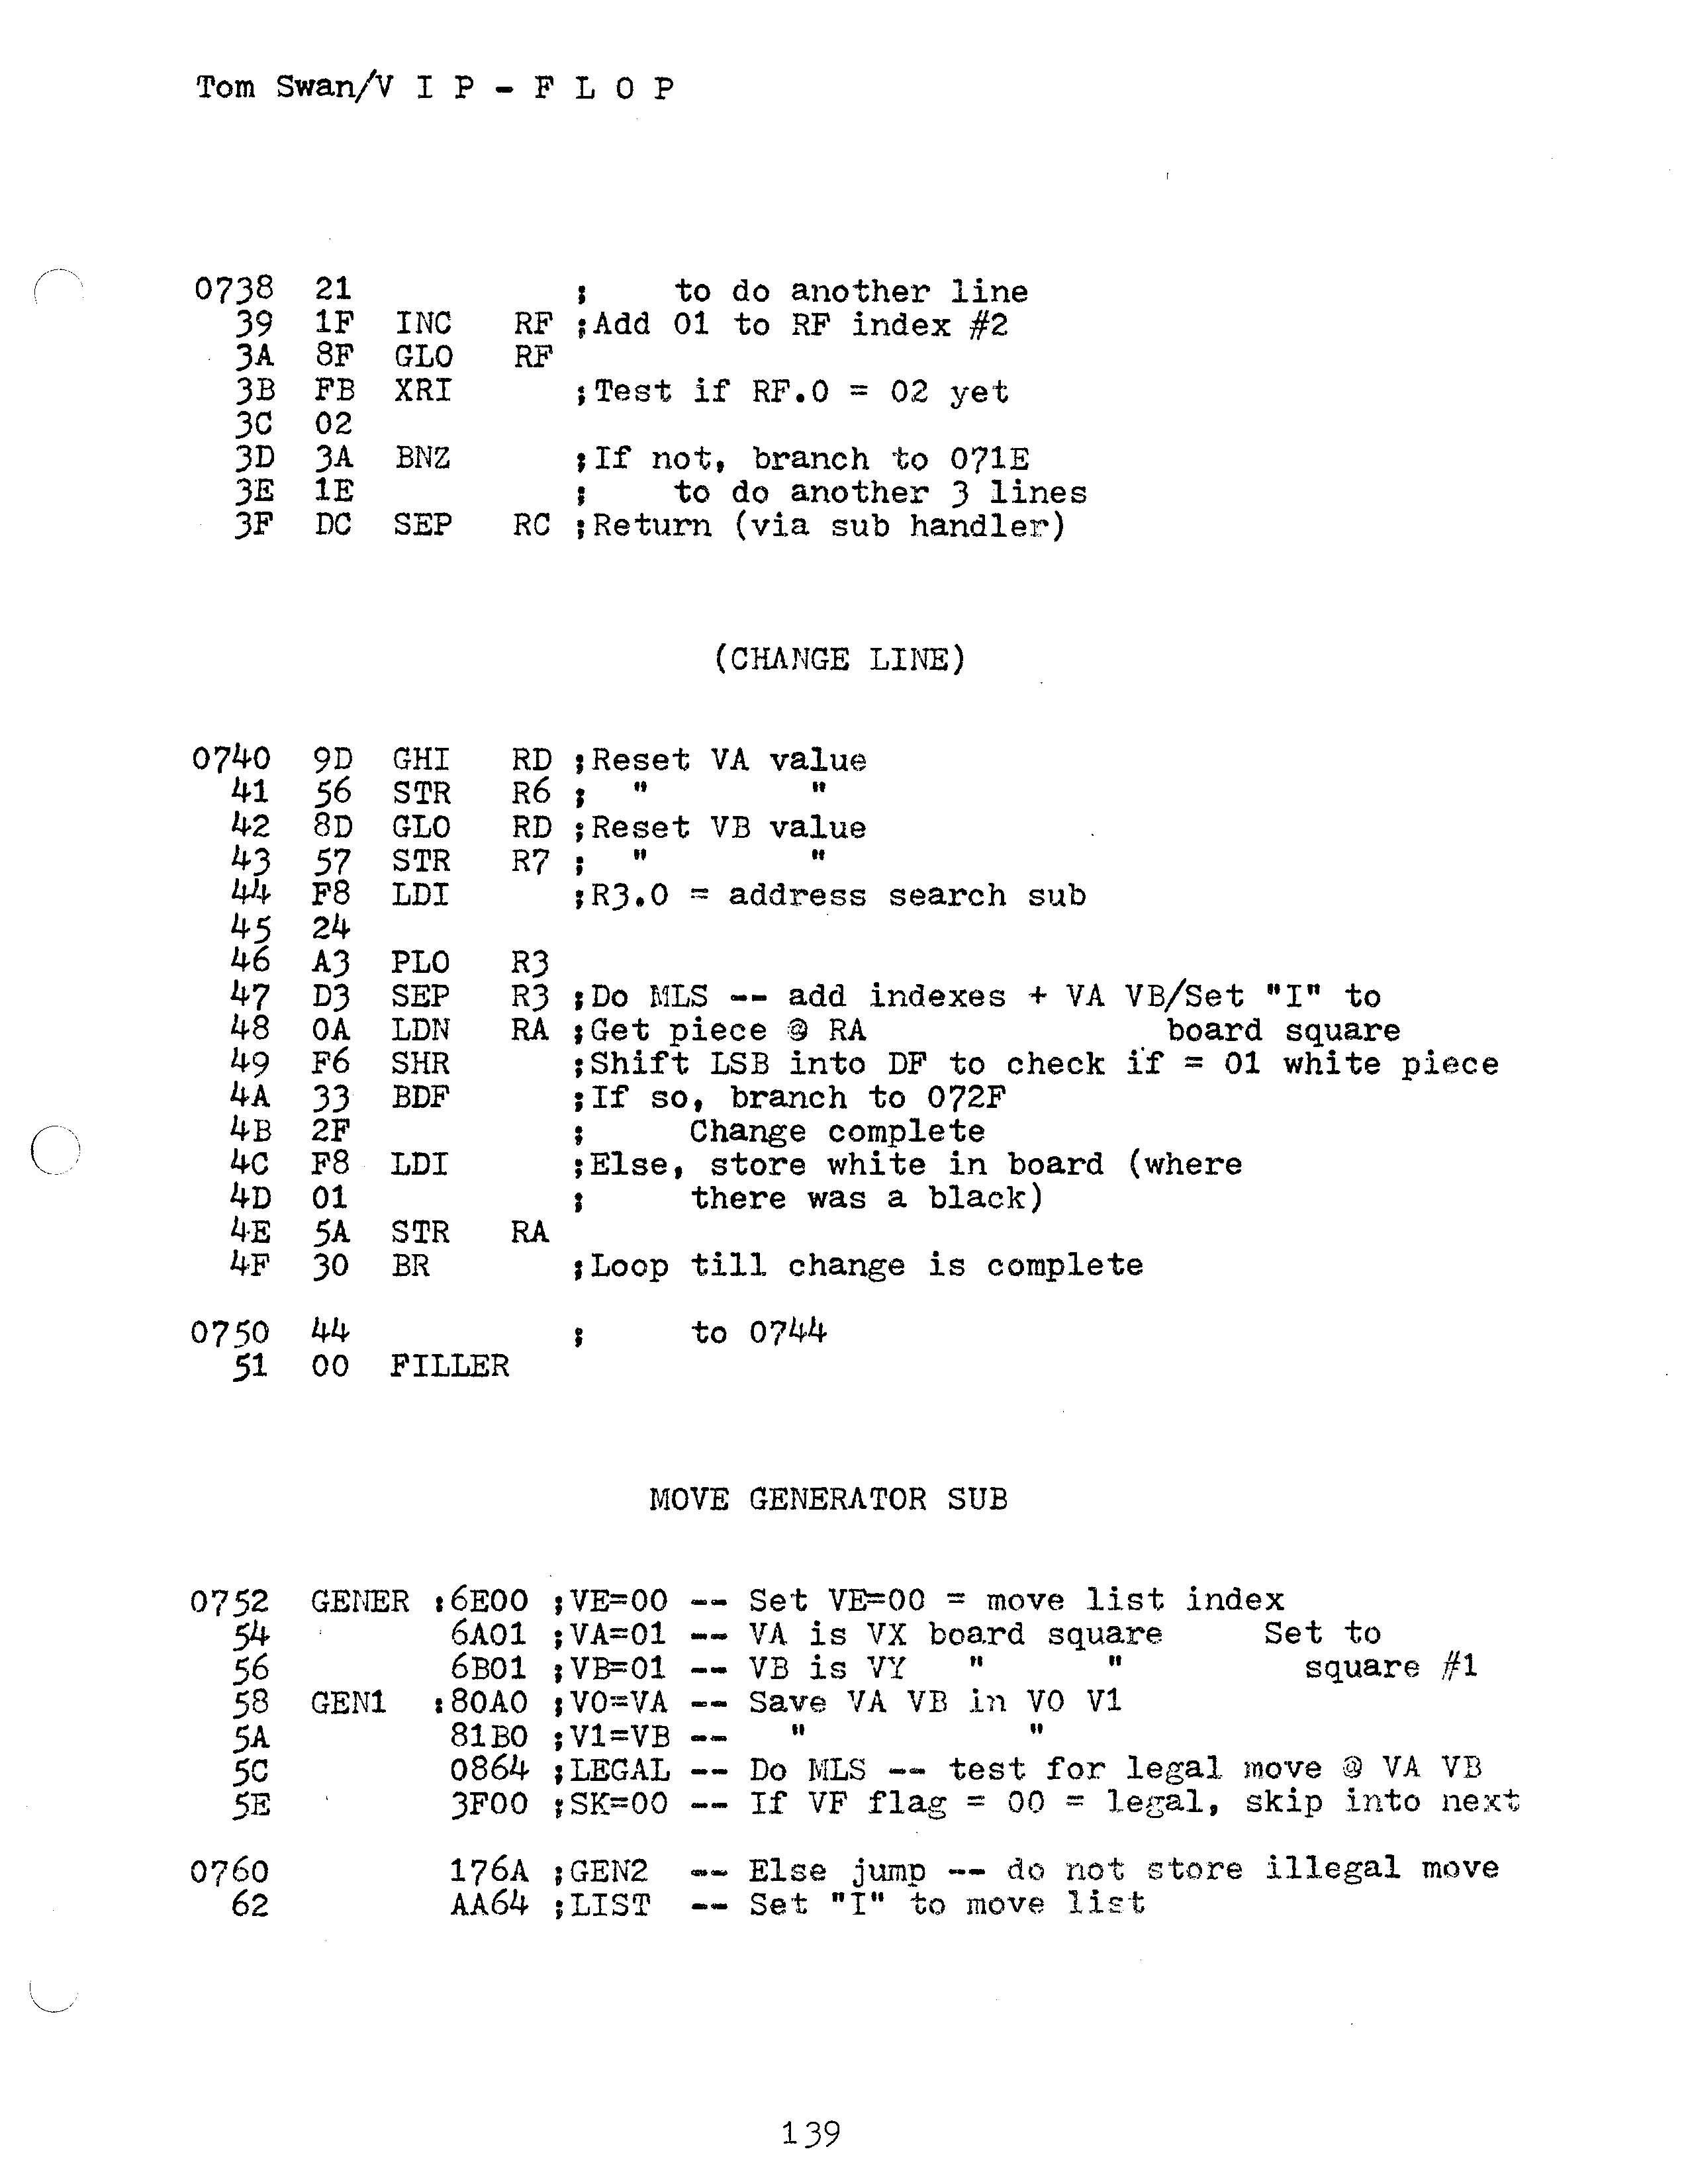 Tom Swan/V I P - F L O P
0738  21              ;    to do another line
39  1F  INC   RF ;Add 01 to RF index #2
3A  8F  GLO   RF
3B  FB  XRI      ;Test if RF.0 = 02 yet
3C  02
3D  3A  BNZ      ;If not, branch to 071E
3E  1E           ;    to do another 3 lines
3F  DC  SEP   RC ;Return (via sub handler)
(CHANGE LINE)
0740  9D  GHI   RD ;Reset VA value
41  56  STR   R6 ;  "        "
42  8D  GLO   RD ;Reset VB value
43  57  STR   R7 ;  "        "
44  F8  LDI      ;R3.0 = address search sub
45  24
46  A3  PLO   R3
47  D3  SEP   R3 ;Do MLS -- add indexes + VA VB/Set "I" to
48  0A  LDN   RA ;Get piece @ RA               board square
49  F6  SHR      ;Shift LSB into DF to check if = 01 white piece
4A  33  BDF      ;If so, branch to 072F
4B  2F           ;     Change complete
4C  F8  LDI      ;Else, store white in board (where
4D  01           ;     there was a black)
4E  5A  STR   RA
4F  30  BR       ;Loop till change is complete
0750  44           ;     to 0744
51  00  FILLER
MOVE GENERATOR SUB
0752  GENER :6E00 ;VE=00 -- Set VE=00 = move list index
54         6A01 ;VA=01 -- VA is VX board square     Set to
56         6B01 ;VB=01 -- VB is VY   "      "         square #1
58  GEN1  :80A0 ;V0=VA -- Save VA VB in V0 V1
5A         81B0 ;V1=VB --   "           "
5C         0864 ;LEGAL -- Do MLS -- test for legal move @ VA VB
5E         3F00 ;SK=00 -- If VF flag = 00 = legal, skip into next
0760         176A ;GEN2  -- Else jump -- do not store illegal move
62         AA64 ;LIST  -- Set "I" to move list
139